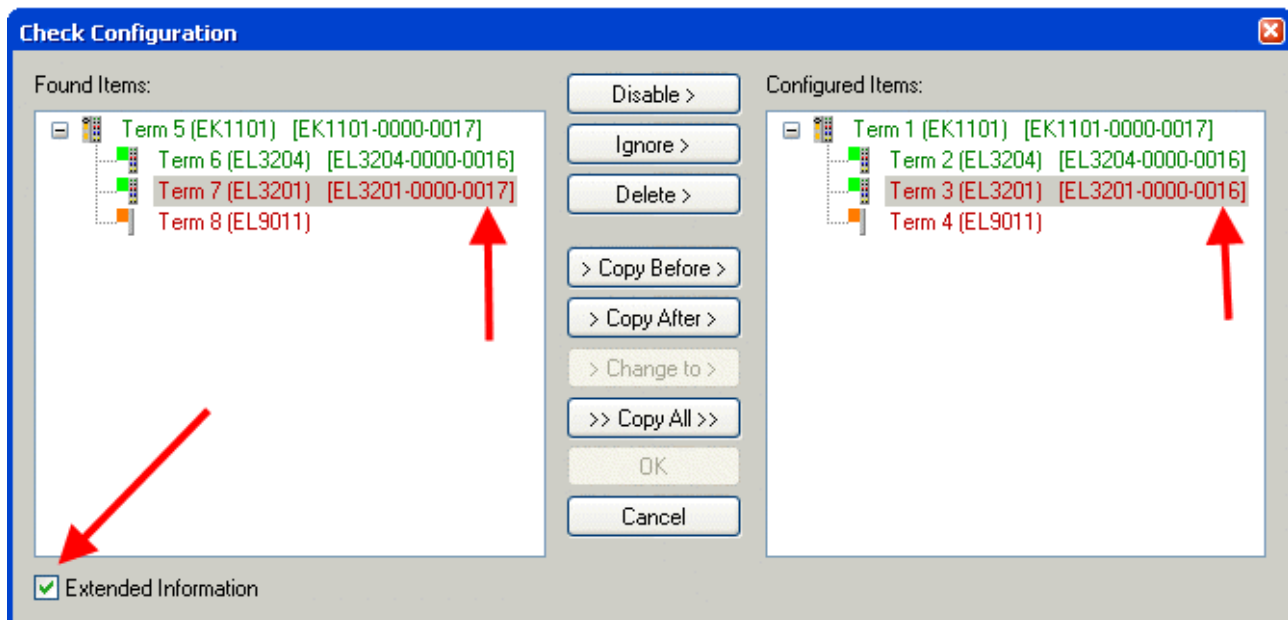 Check Configuration
Found Items:
Term 5 (EK1101) [EK1101-0000-0017]
Term 6 (EL3204) [EL3204-0000-0016]
Term 7 (EL3201) [EL3201-0000-0017]
Term 8 (EL9011)
Extended Information
Disable >
Ignore >
Delete >
> Copy Before >
> Copy After >
> Change to >
>> Copy All >>
OK
Cancel
Configured Items:
Term 1 (EK1101) [EK1101-0000-0017]
Term 2 (EL3204) [EL3204-0000-0016]
Term 3 (EL3201) [EL3201-0000-0016]
Term 4 (EL9011)